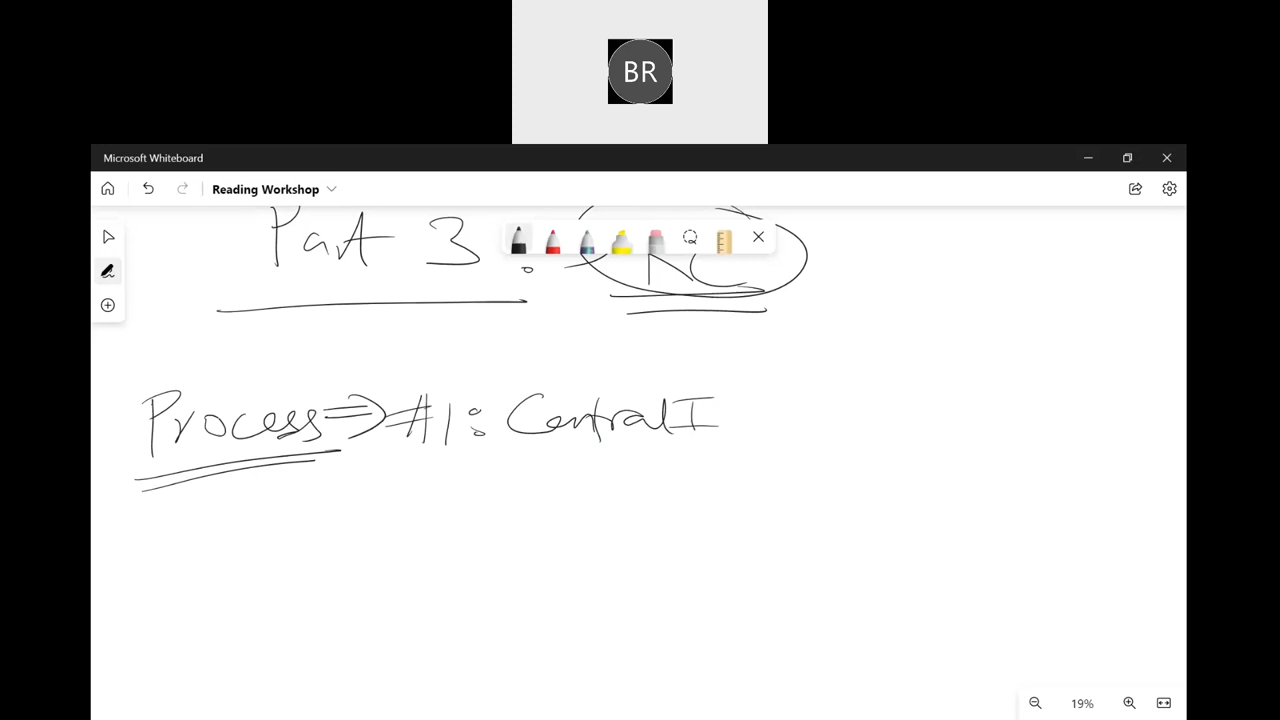 BR
Microsoft Whiteboard
Reading Workshop
Part 3 :
Process ⇒ #1: Central I
19%